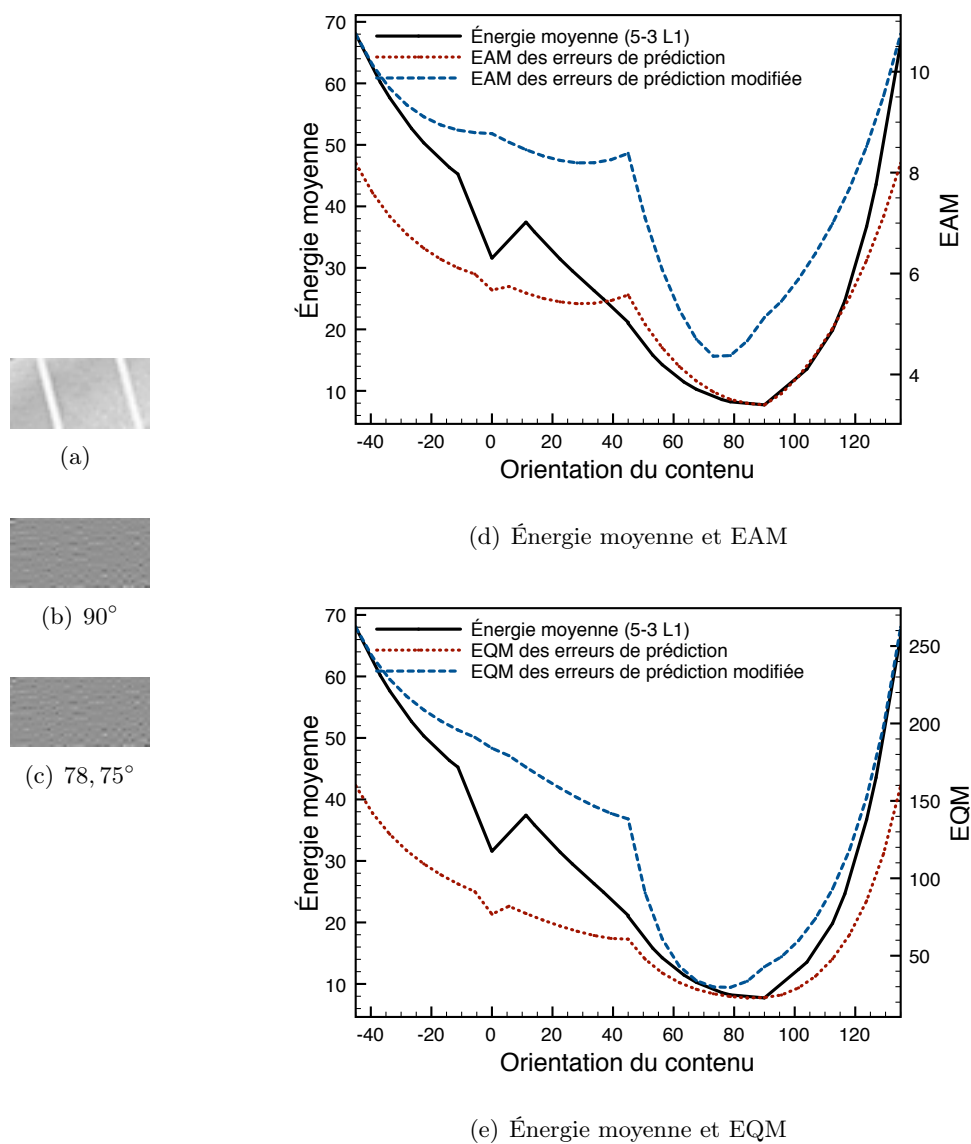 (a)
(b) 90°
(c) 78,75°
70
60
50
40
30
20
10
Énergie moyenne
Énergie moyenne (5-3 L1)
EAM des erreurs de prédiction
EAM des erreurs de prédiction modifiée
10
8
6
4
EAM
-40 -20 0 20 40 60 80 100 120
Orientation du contenu
(d) Énergie moyenne et EAM
70
60
50
40
30
20
10
Énergie moyenne
Énergie moyenne (5-3 L1)
EQM des erreurs de prédiction
EQM des erreurs de prédiction modifiée
250
200
150
100
50
EQM
-40 -20 0 20 40 60 80 100 120
Orientation du contenu
(e) Énergie moyenne et EQM